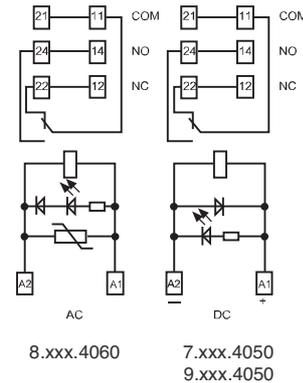 21 11 COM 21 11 COM
24 14 NO 24 14 NO
22 12 NC 22 12 NC
A2 A1 A2 A1
− +
AC DC
8.xxx.4060 7.xxx.4050
9.xxx.4050